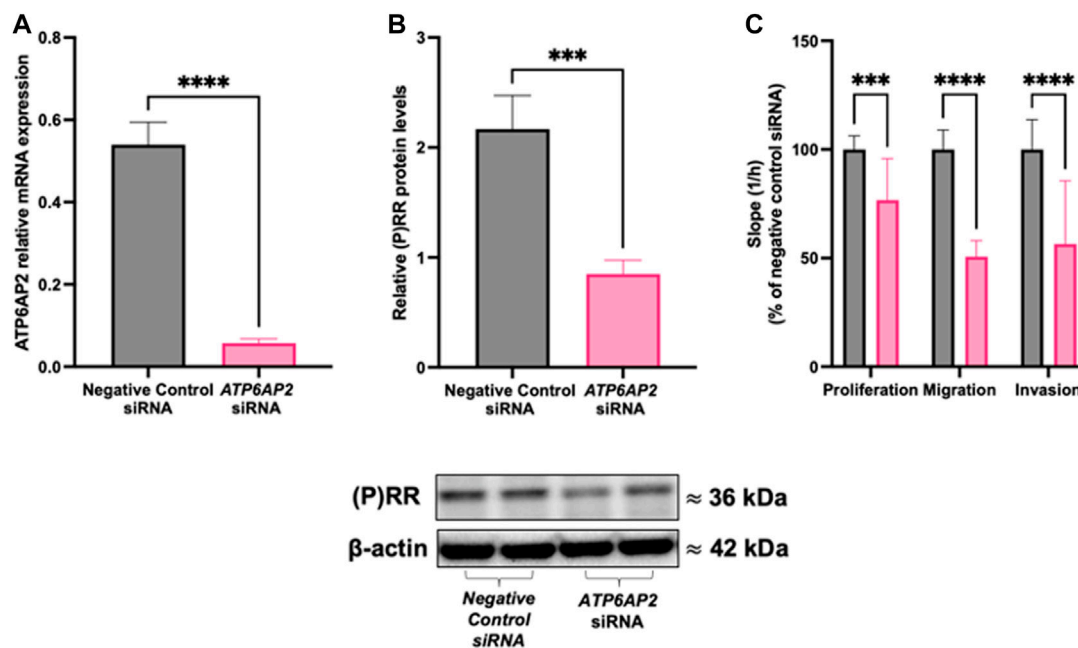 A
ATP6AP2 relative mRNA expression
0.8
0.6
0.4
0.2
0.0
****
Negative Control
siRNA
ATP6AP2
siRNA
B
Relative (P)RR protein levels
3
2
1
0
***
Negative Control
siRNA
ATP6AP2
siRNA
C
Slope (1/h)
(% of negative control siRNA)
150
100
50
0
***
****
****
Proliferation
Migration
Invasion
(P)RR
≈ 36 kDa
β-actin
≈ 42 kDa
Negative
Control
siRNA
ATP6AP2
siRNA